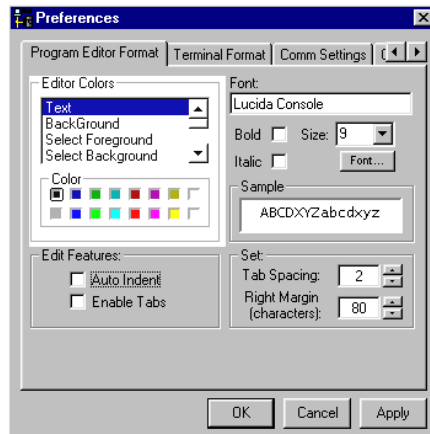 Preferences
Program Editor Format
Terminal Format
Comm Settings
Editor Colors
Text
BackGround
Select Foreground
Select Background
Color
Font:
Lucida Console
Bold
Size:
9
Italic
Font...
Sample
ABCDXYZabcdxyz
Edit Features:
Auto Indent
Enable Tabs
Set:
Tab Spacing:
2
Right Margin
(characters):
80
OK
Cancel
Apply